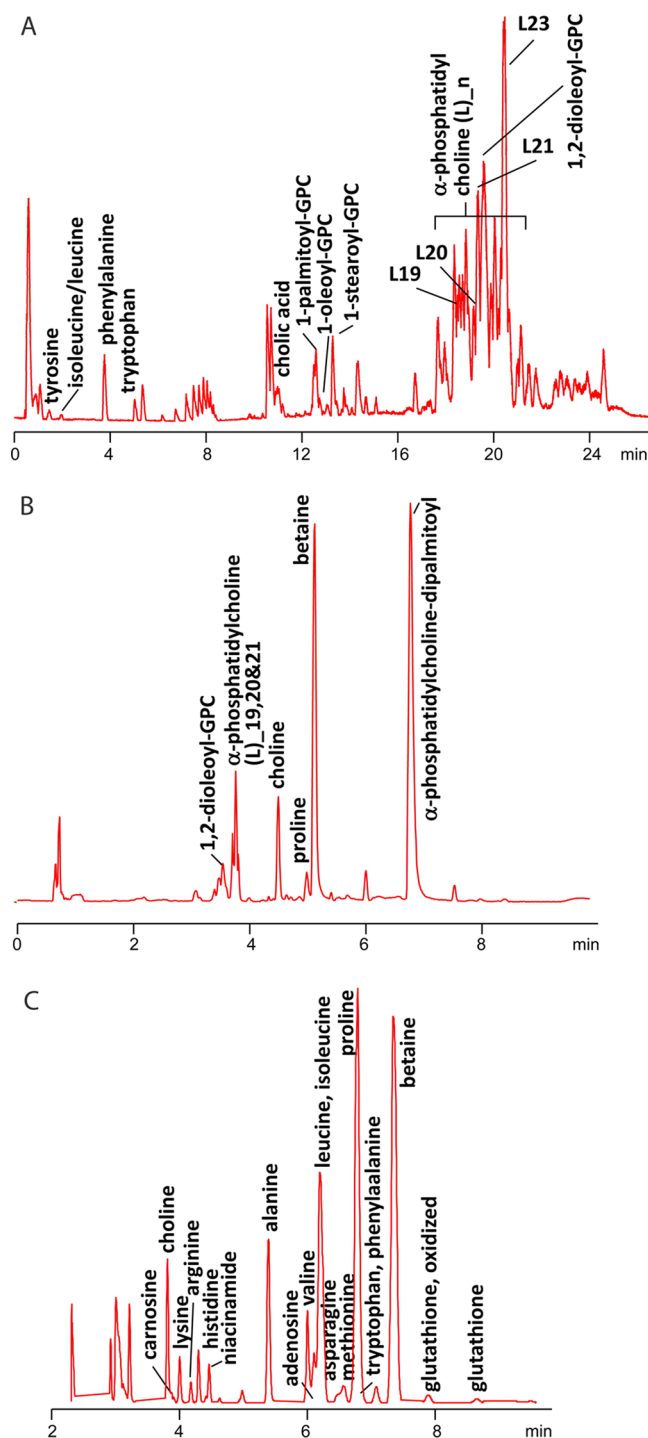 A
tyrosine
isoleucine/leucine
phenylalanine
tryptophan
cholic acid
1-palmitoyl-GPC
1-oleoyl-GPC
1-stearoyl-GPC
α-phosphatidyl
choline (L)_n
L19
L20
L21
L23
1,2-dioleoyl-GPC
0 4 8 12 16 20 24 min
B
1,2-dioleoyl-GPC
α-phosphatidylcholine
(L)_19,20&21
choline
proline
betaine
α-phosphatidylcholine-dipalmitoyl
0 2 4 6 8 min
C
carnosine
choline
lysine
arginine
histidine
niacinamide
alanine
adenosine
valine
leucine, isoleucine
asparagine
methiomine
proline
tryptophan, phenylaalanine
betaine
glutathione, oxidized
glutathione
2 4 6 8 min